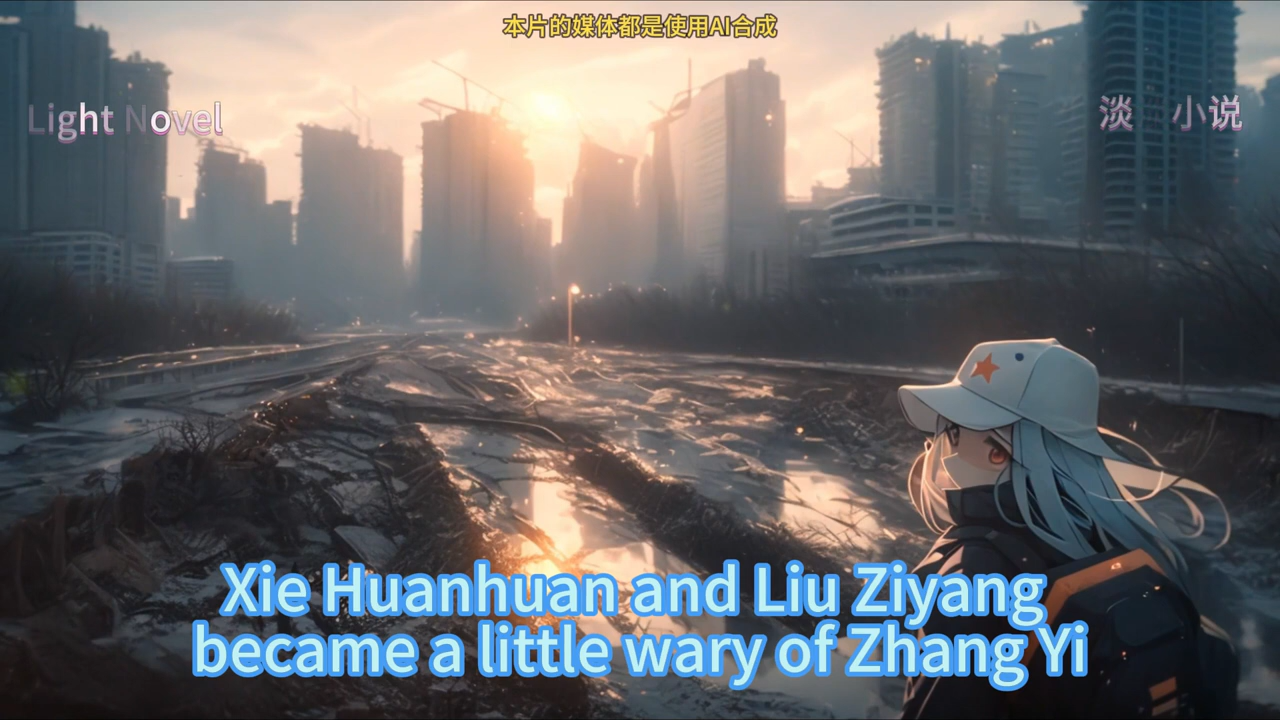 本片的媒体都是使用AI合成
Light Novel
淡 小说
Xie Huanhuan and Liu Ziyang
became a little wary of Zhang Yi